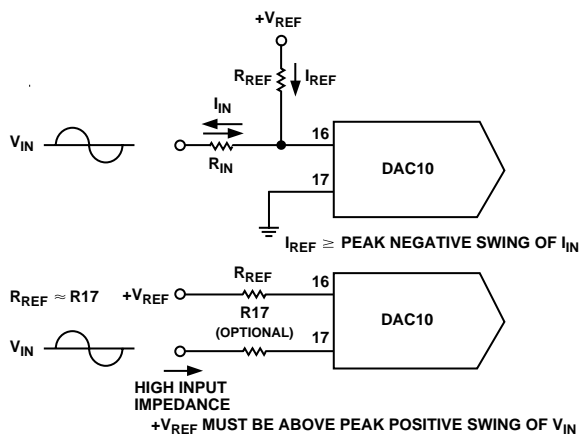 +VREF
RREF
IREF
IIN
VIN
RIN
16
17
DAC10
IREF ≥ PEAK NEGATIVE SWING OF IIN
RREF ≈ R17
+VREF
RREF
16
R17
(OPTIONAL)
17
DAC10
VIN
HIGH INPUT
IMPEDANCE
+VREF MUST BE ABOVE PEAK POSITIVE SWING OF VIN